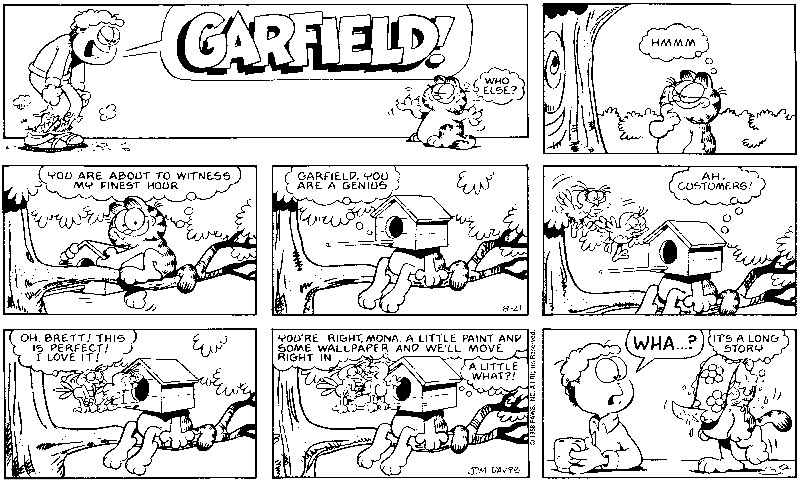 GARFIELD!
WHO
ELSE?
HMMM
YOU ARE ABOUT TO WITNESS
MY FINEST HOUR
GARFIELD, YOU
ARE A GENIUS
8-21
AH,
CUSTOMERS!
OH, BRETT! THIS
IS PERFECT!
I LOVE IT!
YOU'RE RIGHT, MONA. A LITTLE PAINT AND
SOME WALLPAPER AND WE'LL MOVE
RIGHT IN
A LITTLE
WHAT?!
JIM DAVIS
WHA...?
IT'S A LONG
STORY